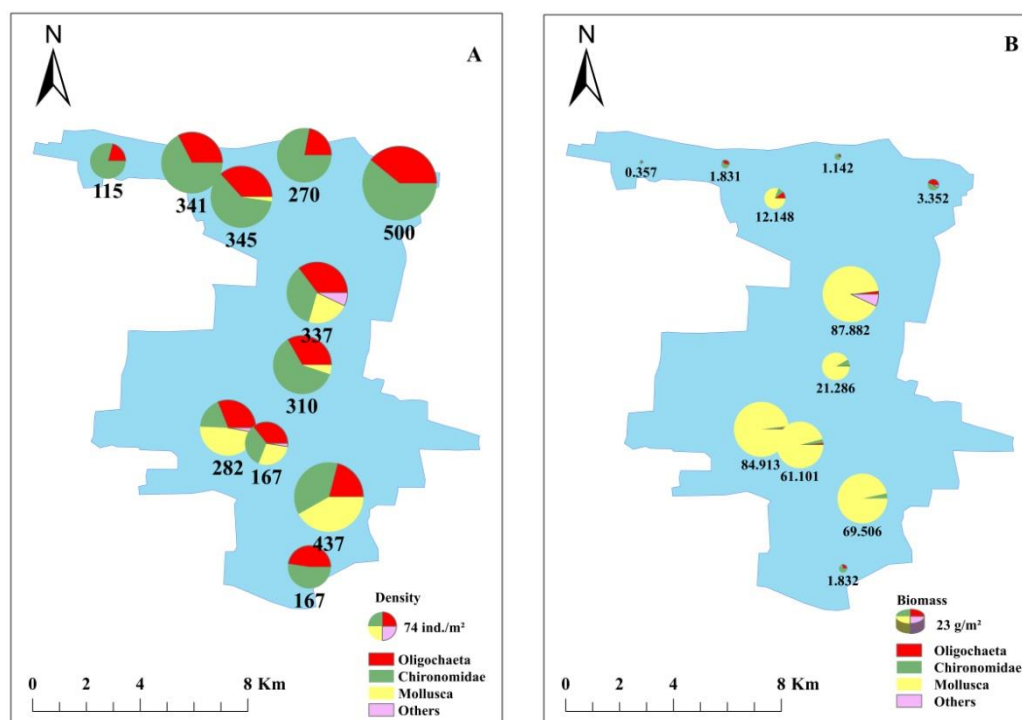 N
A
115
341
345
270
500
337
310
282
167
437
167
Density
74 ind./m²
Oligochaeta
Chironomidae
Mollusca
Others
0 2 4 8 Km
N
B
0.357
1.831
1.142
3.352
12.148
87.882
21.286
84.913
61.101
69.506
1.832
Biomass
23 g/m²
Oligochaeta
Chironomidae
Mollusca
Others
0 2 4 8 Km